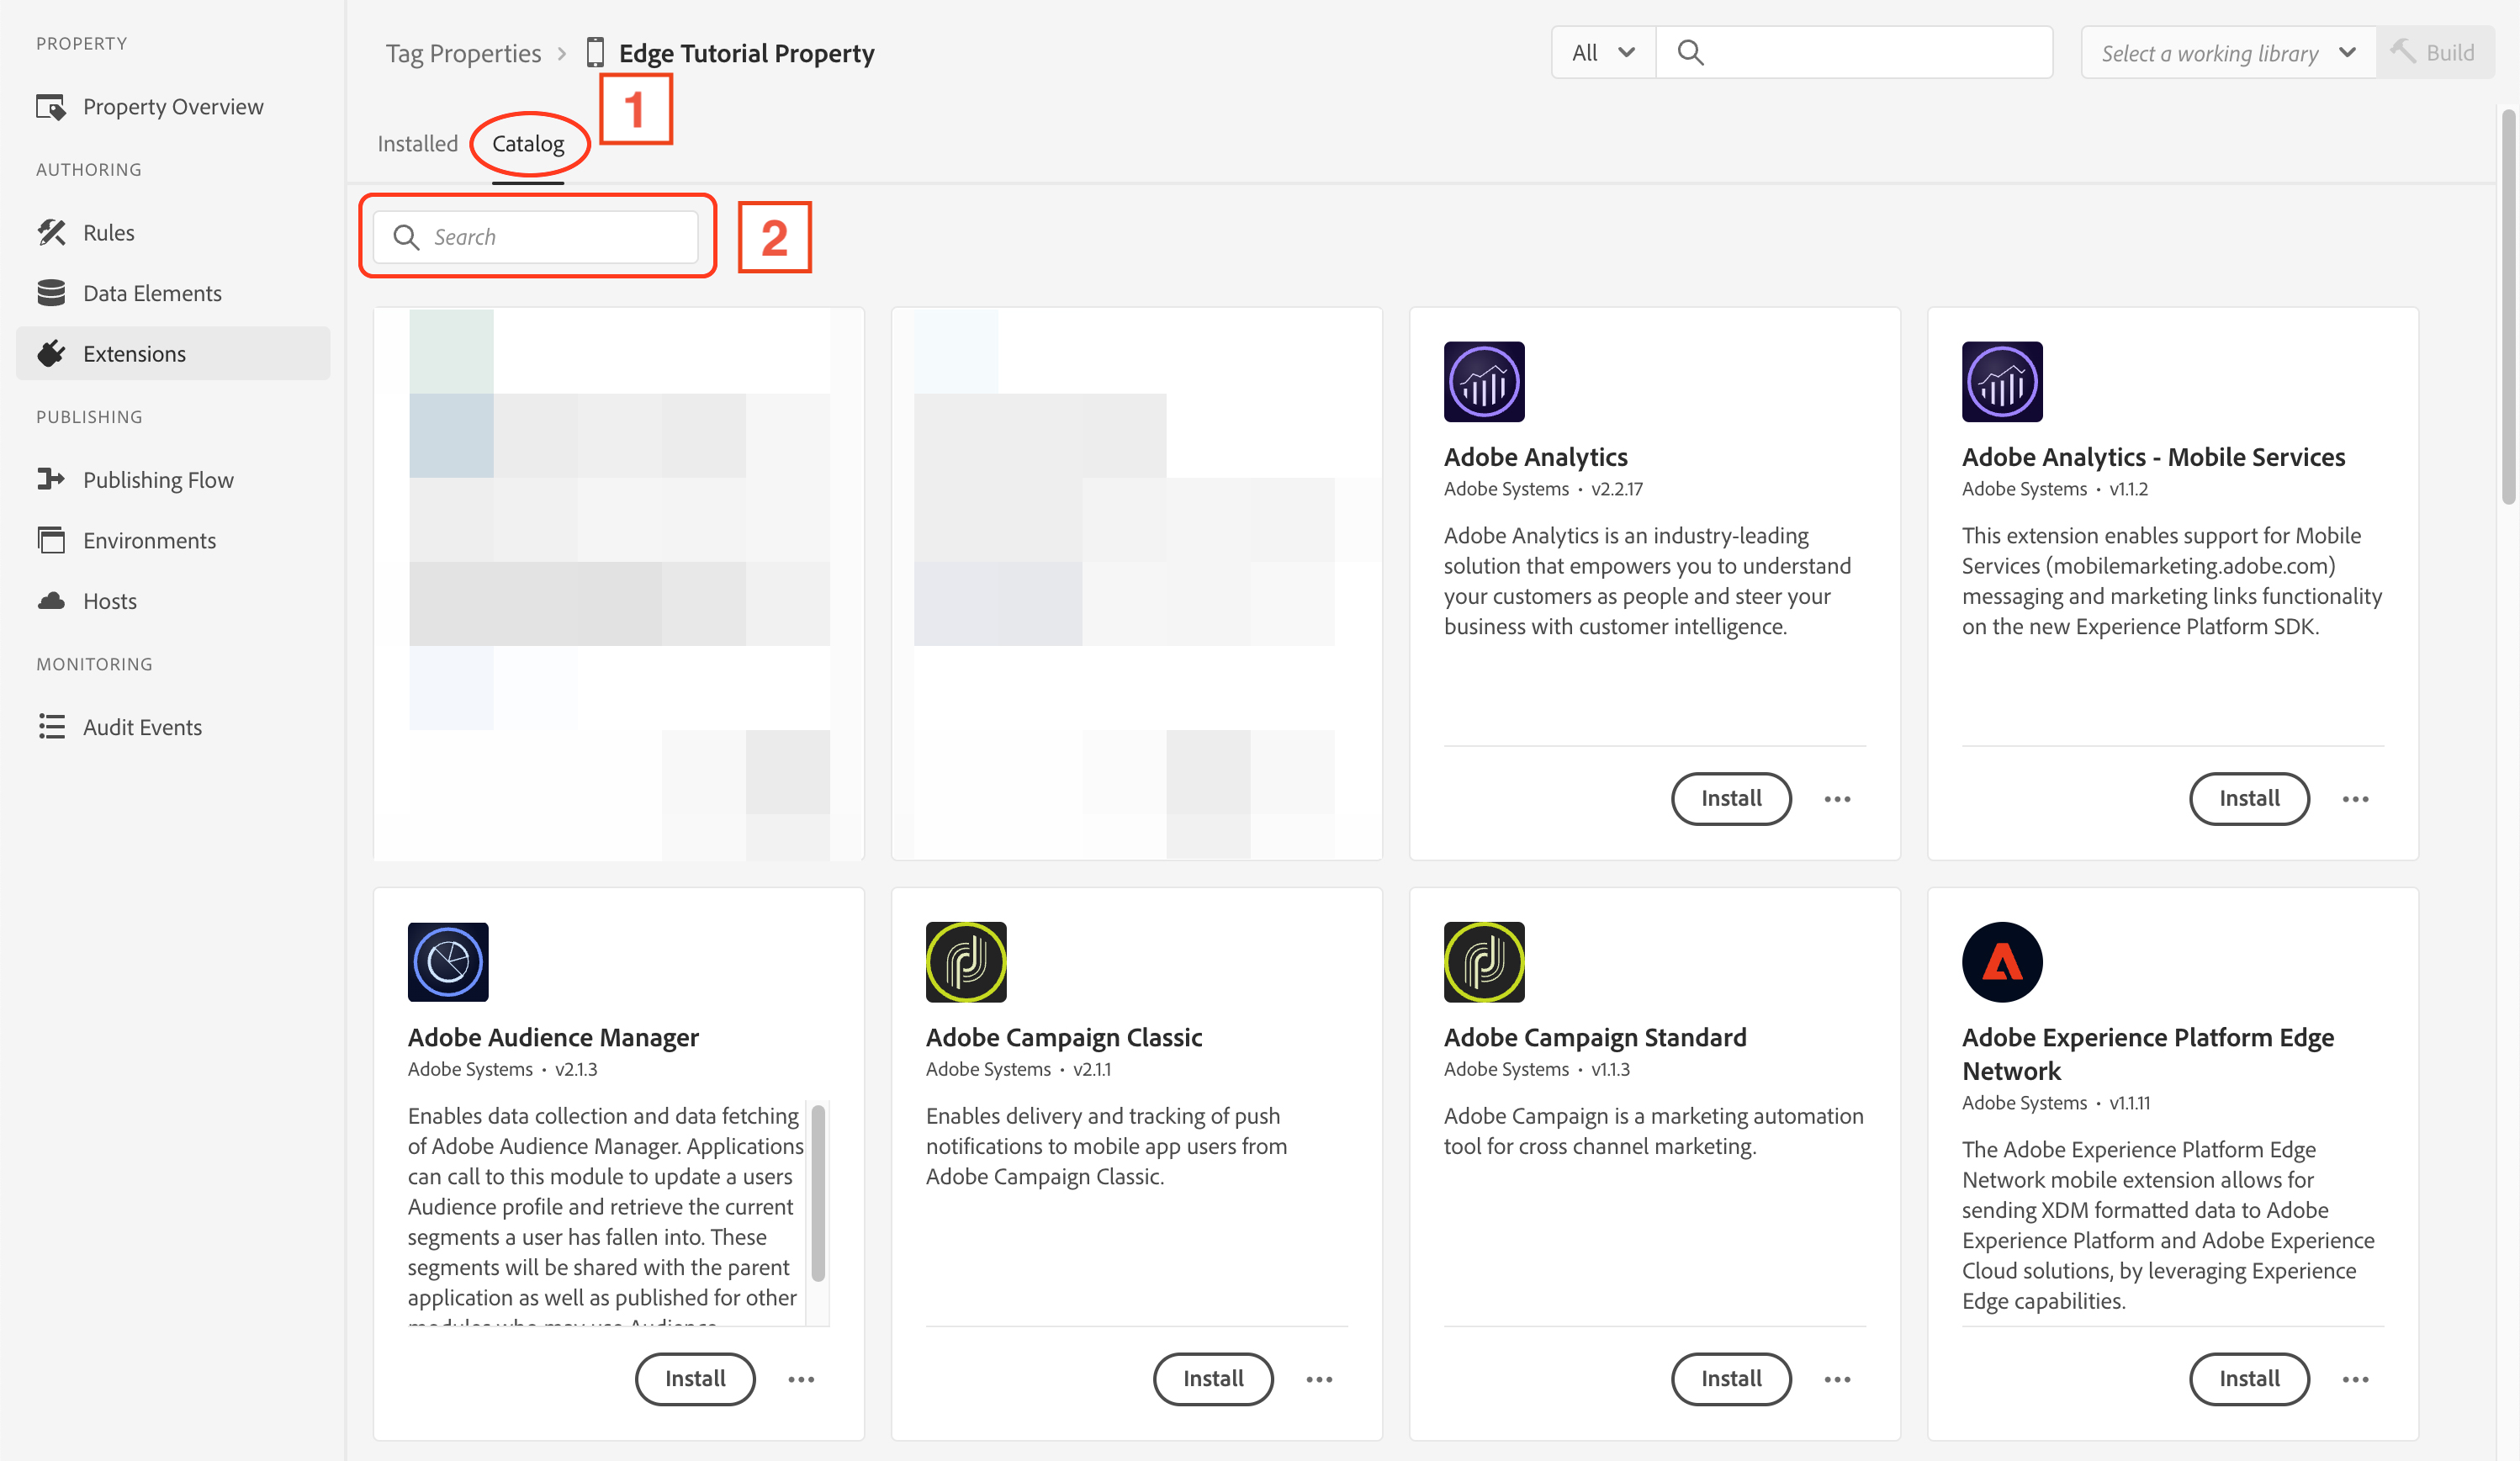 PROPERTY
Property Overview
AUTHORING
Rules
Data Elements
Extensions
PUBLISHING
Publishing Flow
Environments
Hosts
MONITORING
Audit Events
Tag Properties > Edge Tutorial Property
All
Select a working library
Build
1
Installed
Catalog
Search
2
Adobe Analytics
Adobe Systems • v2.2.17
Adobe Analytics is an industry-leading
solution that empowers you to understand
your customers as people and steer your
business with customer intelligence.
Install
Adobe Analytics - Mobile Services
Adobe Systems • v1.1.2
This extension enables support for Mobile
Services (mobilemarketing.adobe.com)
messaging and marketing links functionality
on the new Experience Platform SDK.
Install
Adobe Audience Manager
Adobe Systems • v2.1.3
Enables data collection and data fetching
of Adobe Audience Manager. Applications
can call to this module to update a users
Audience profile and retrieve the current
segments a user has fallen into. These
segments will be shared with the parent
application as well as published for other
modules who may use Audience
Install
Adobe Campaign Classic
Adobe Systems • v2.1.1
Enables delivery and tracking of push
notifications to mobile app users from
Adobe Campaign Classic.
Install
Adobe Campaign Standard
Adobe Systems • v1.1.3
Adobe Campaign is a marketing automation
tool for cross channel marketing.
Install
Adobe Experience Platform Edge
Network
Adobe Systems • v1.1.11
The Adobe Experience Platform Edge
Network mobile extension allows for
sending XDM formatted data to Adobe
Experience Platform and Adobe Experience
Cloud solutions, by leveraging Experience
Edge capabilities.
Install